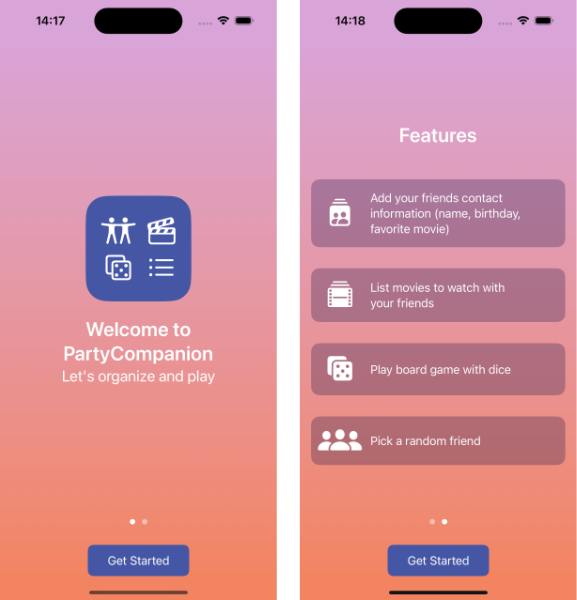 14:17
Welcome to
PartyCompanion
Let's organize and play
Get Started
14:18
Features
Add your friends contact
information (name, birthday,
favorite movie)
List movies to watch with
your friends
Play board game with dice
Pick a random friend
Get Started